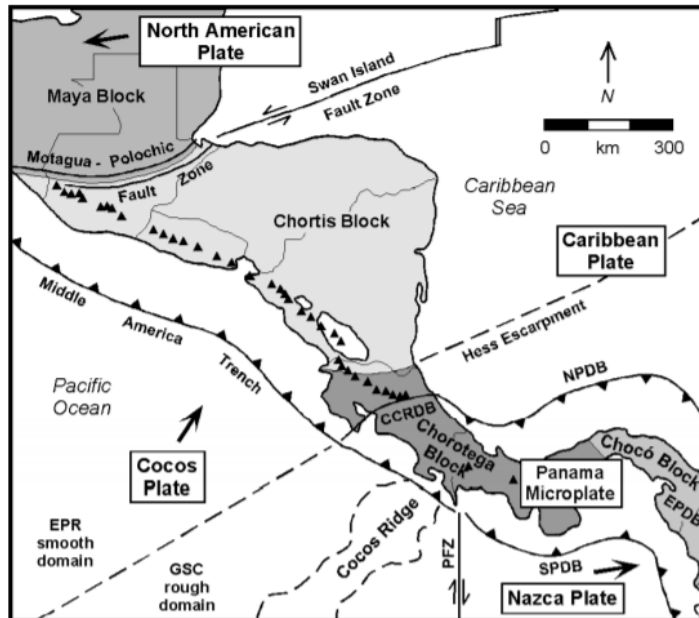 North American
Plate
Maya Block
Swan Island
Fault Zone
N
0 km 300
Motagua - Polochic
Fault Zone
Caribbean
Sea
Chortis Block
Caribbean
Plate
Middle
America
Trench
Hess Escarpment
Pacific
Ocean
NPDB
CCRDB
Cocos
Plate
Chorotega
Block
Chocó Block
Panama
Microplate
EPDB
EPR
smooth
domain
Cocos Ridge
GSC
rough
domain
PFZ
SPDB
Nazca Plate